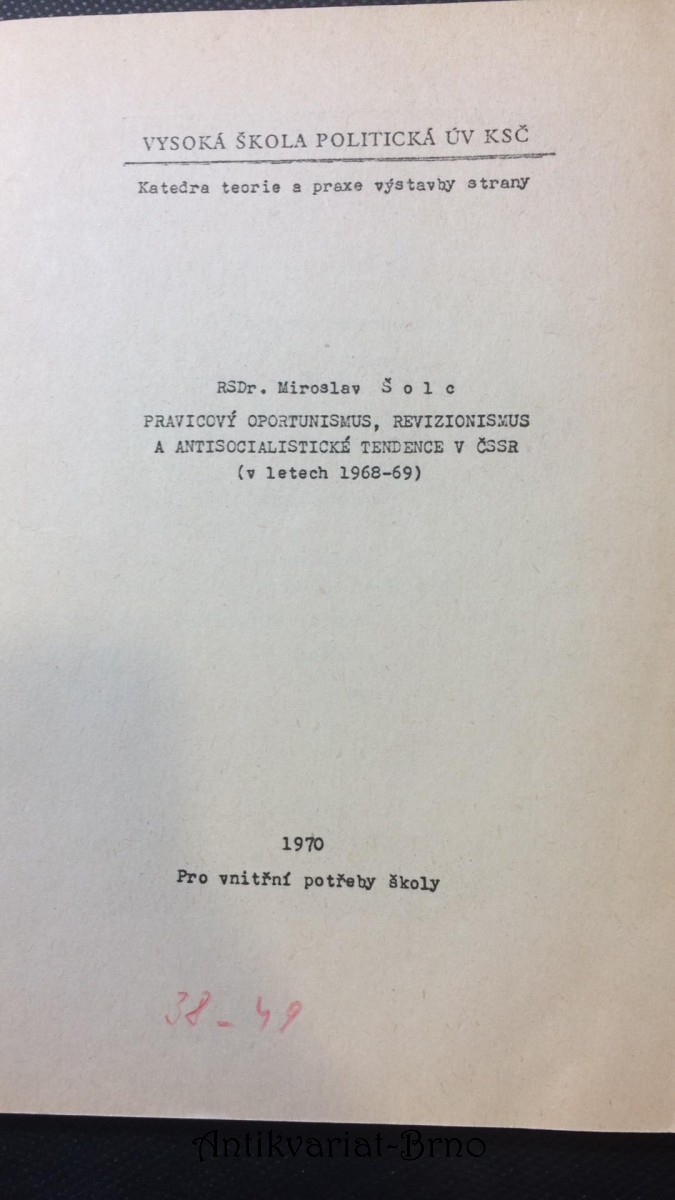 VYSOKÁ ŠKOLA POLITICKÁ ÚV KSČ
Katedra teorie a praxe výstavby strany
RSDr. Miroslav Š o l c
PRAVICOVÝ OPORTUNISMUS, REVIZIONISMUS
A ANTISOCIALISTICKÉ TENDENCE V ČSSR
(v letech 1968-69)
1970
Pro vnitřní potřeby školy
38 - 49
Antikvariat-Brno